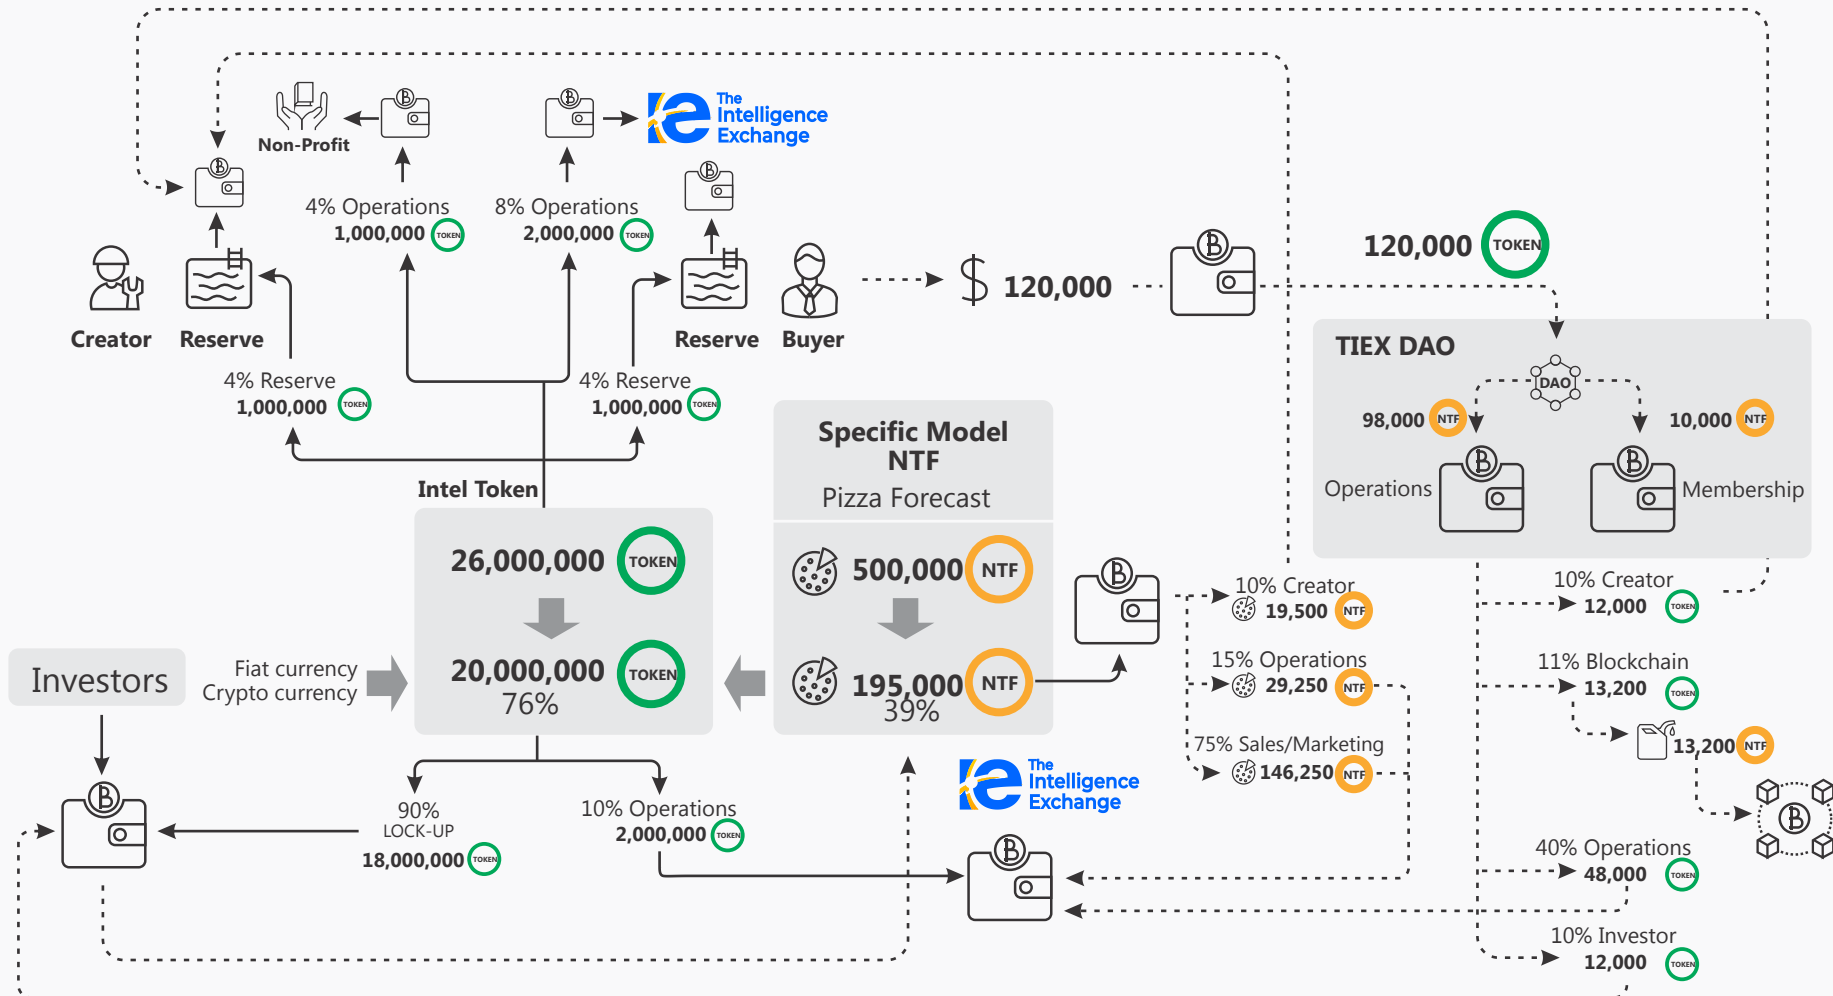 The
Intelligence
Exchange
Non-Profit
4% Operations
1,000,000 TOKEN
8% Operations
2,000,000 TOKEN
Creator
Reserve
Reserve
Buyer
$ 120,000
120,000 TOKEN
4% Reserve
1,000,000 TOKEN
4% Reserve
1,000,000 TOKEN
TIEX DAO
DAO
98,000 NTF
10,000 NTF
Operations
Membership
Intel Token
26,000,000 TOKEN
20,000,000 TOKEN
76%
Specific Model
NTF
Pizza Forecast
500,000 NTF
195,000 NTF
39%
Investors
Fiat currency
Crypto currency
90%
LOCK-UP
18,000,000 TOKEN
10% Operations
2,000,000 TOKEN
The
Intelligence
Exchange
10% Creator
19,500 NTF
15% Operations
29,250 NTF
75% Sales/Marketing
146,250 NTF
10% Creator
12,000 TOKEN
11% Blockchain
13,200 TOKEN
13,200 NTF
40% Operations
48,000 TOKEN
10% Investor
12,000 TOKEN